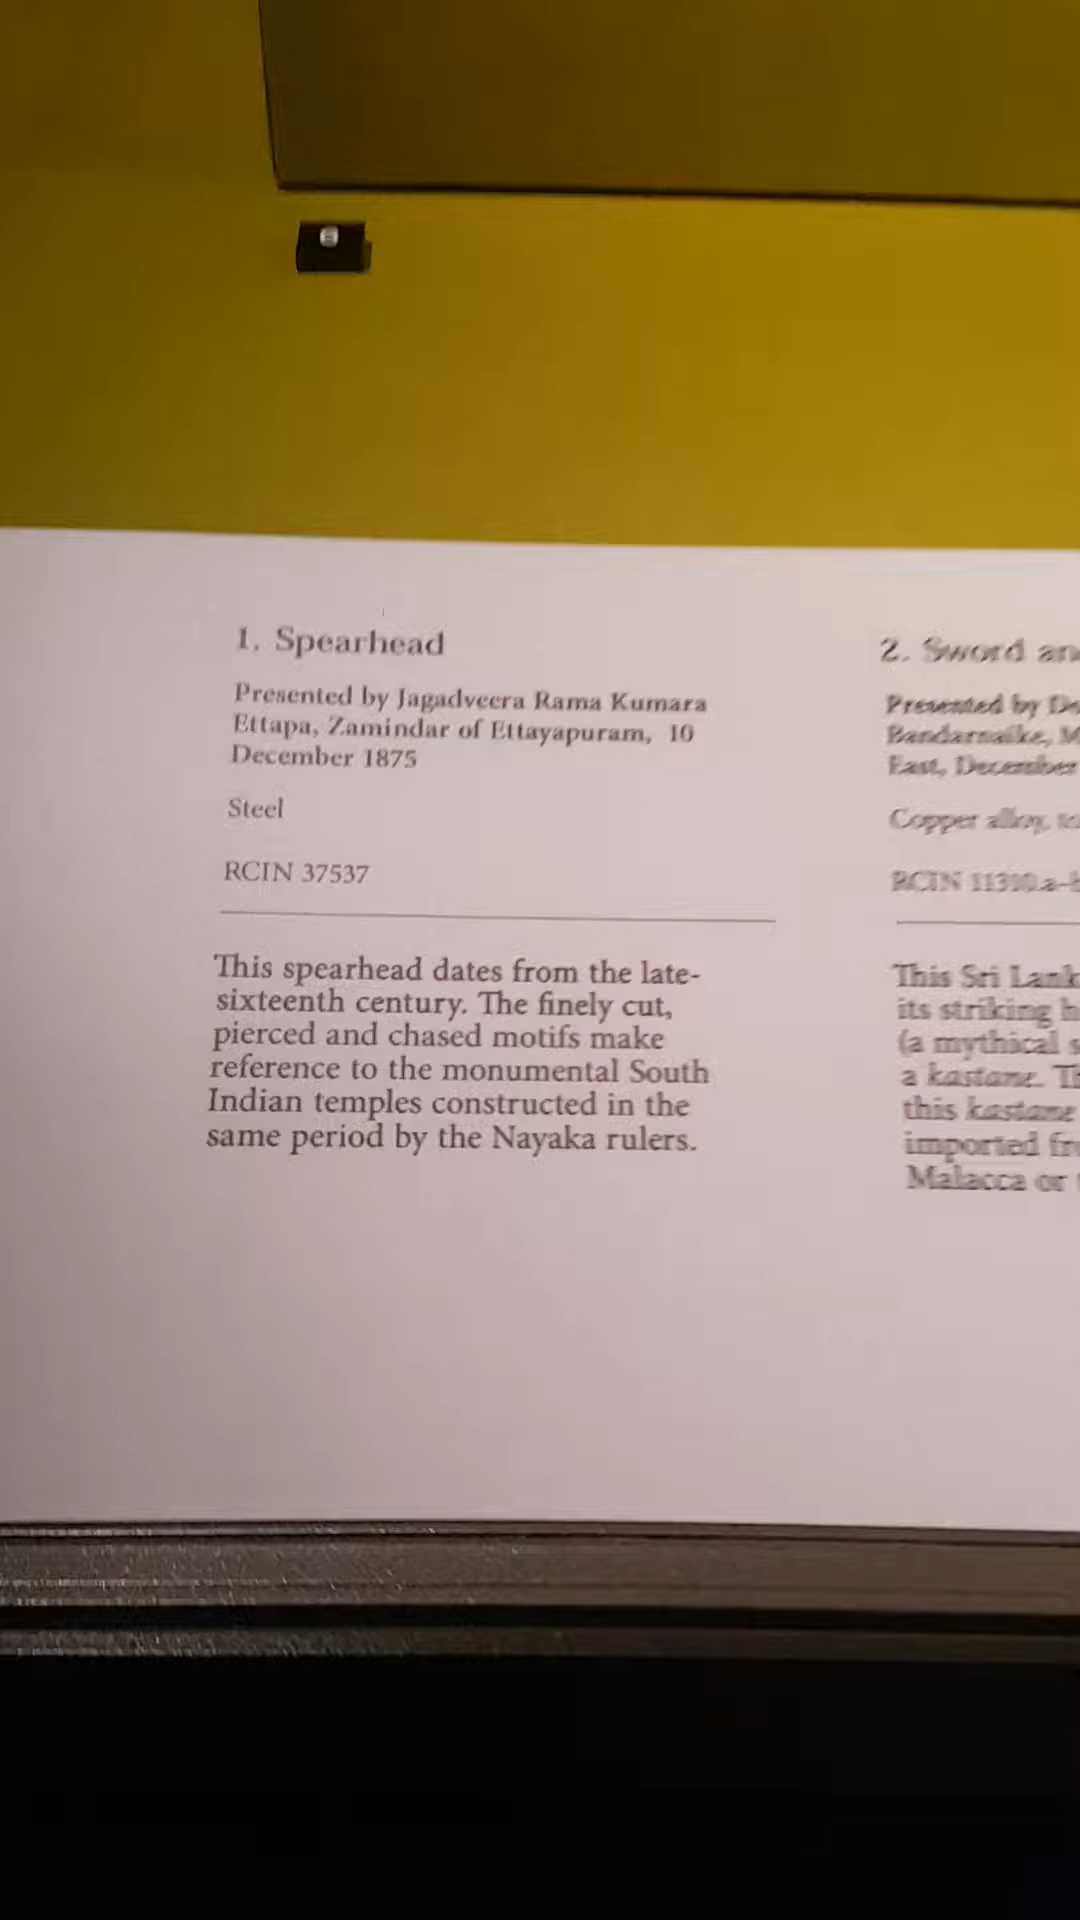 1. Spearhead
Presented by Jagadveera Rama Kumara
Ettapa, Zamindar of Ettayapuram, 10
December 1875
Steel
RCIN 37537
This spearhead dates from the late-
sixteenth century. The finely cut,
pierced and chased motifs make
reference to the monumental South
Indian temples constructed in the
same period by the Nayaka rulers.
2. Sword
Presented by
Bandarnaike,
East, December
Copper alloy,
RCIN
This Sri
its striking
(a mythical
a kastane.
this kastane
imported
Malacca or